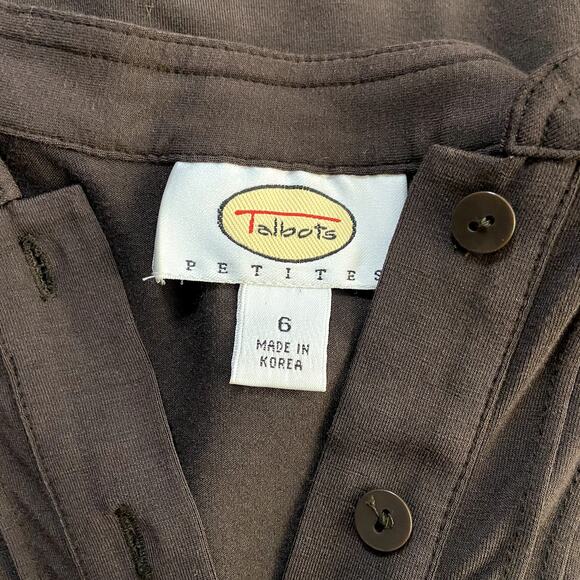 Talbots
PETITES
6
MADE IN
KOREA